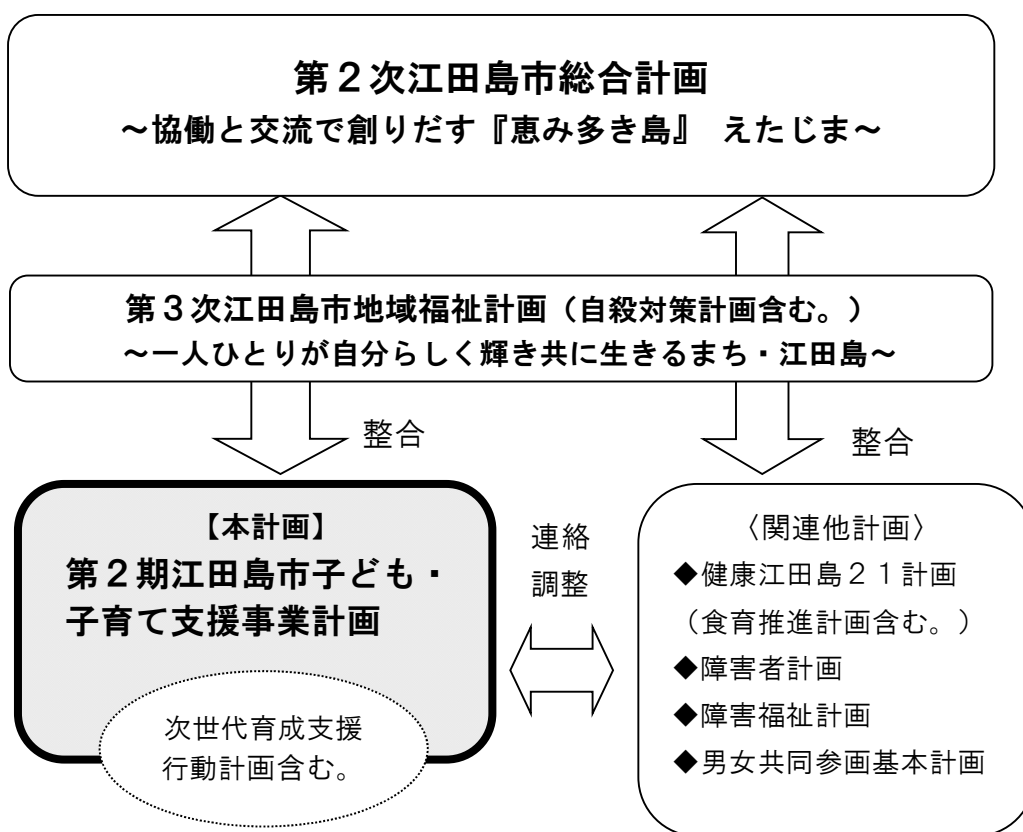 第２次江田島市総合計画
～協働と交流で創りだす『恵み多き島』 えたじま～
第３次江田島市地域福祉計画（自殺対策計画含む。）
～一人ひとりが自分らしく輝き共に生きるまち・江田島～
整合
整合
【本計画】
第２期江田島市子ども・
子育て支援事業計画
次世代育成支援
行動計画含む。
連絡
調整
〈関連他計画〉
◆健康江田島２１計画
（食育推進計画含む。）
◆障害者計画
◆障害福祉計画
◆男女共同参画基本計画